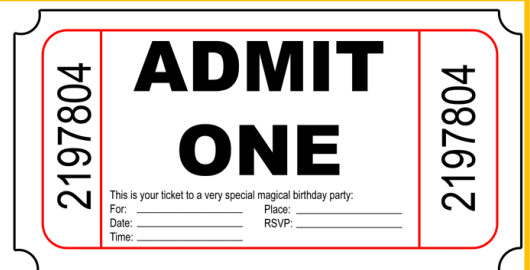 2197804
ADMIT
ONE
This is your ticket to a very special magical birthday party:
For: Place:
Date: RSVP:
Time:
2197804